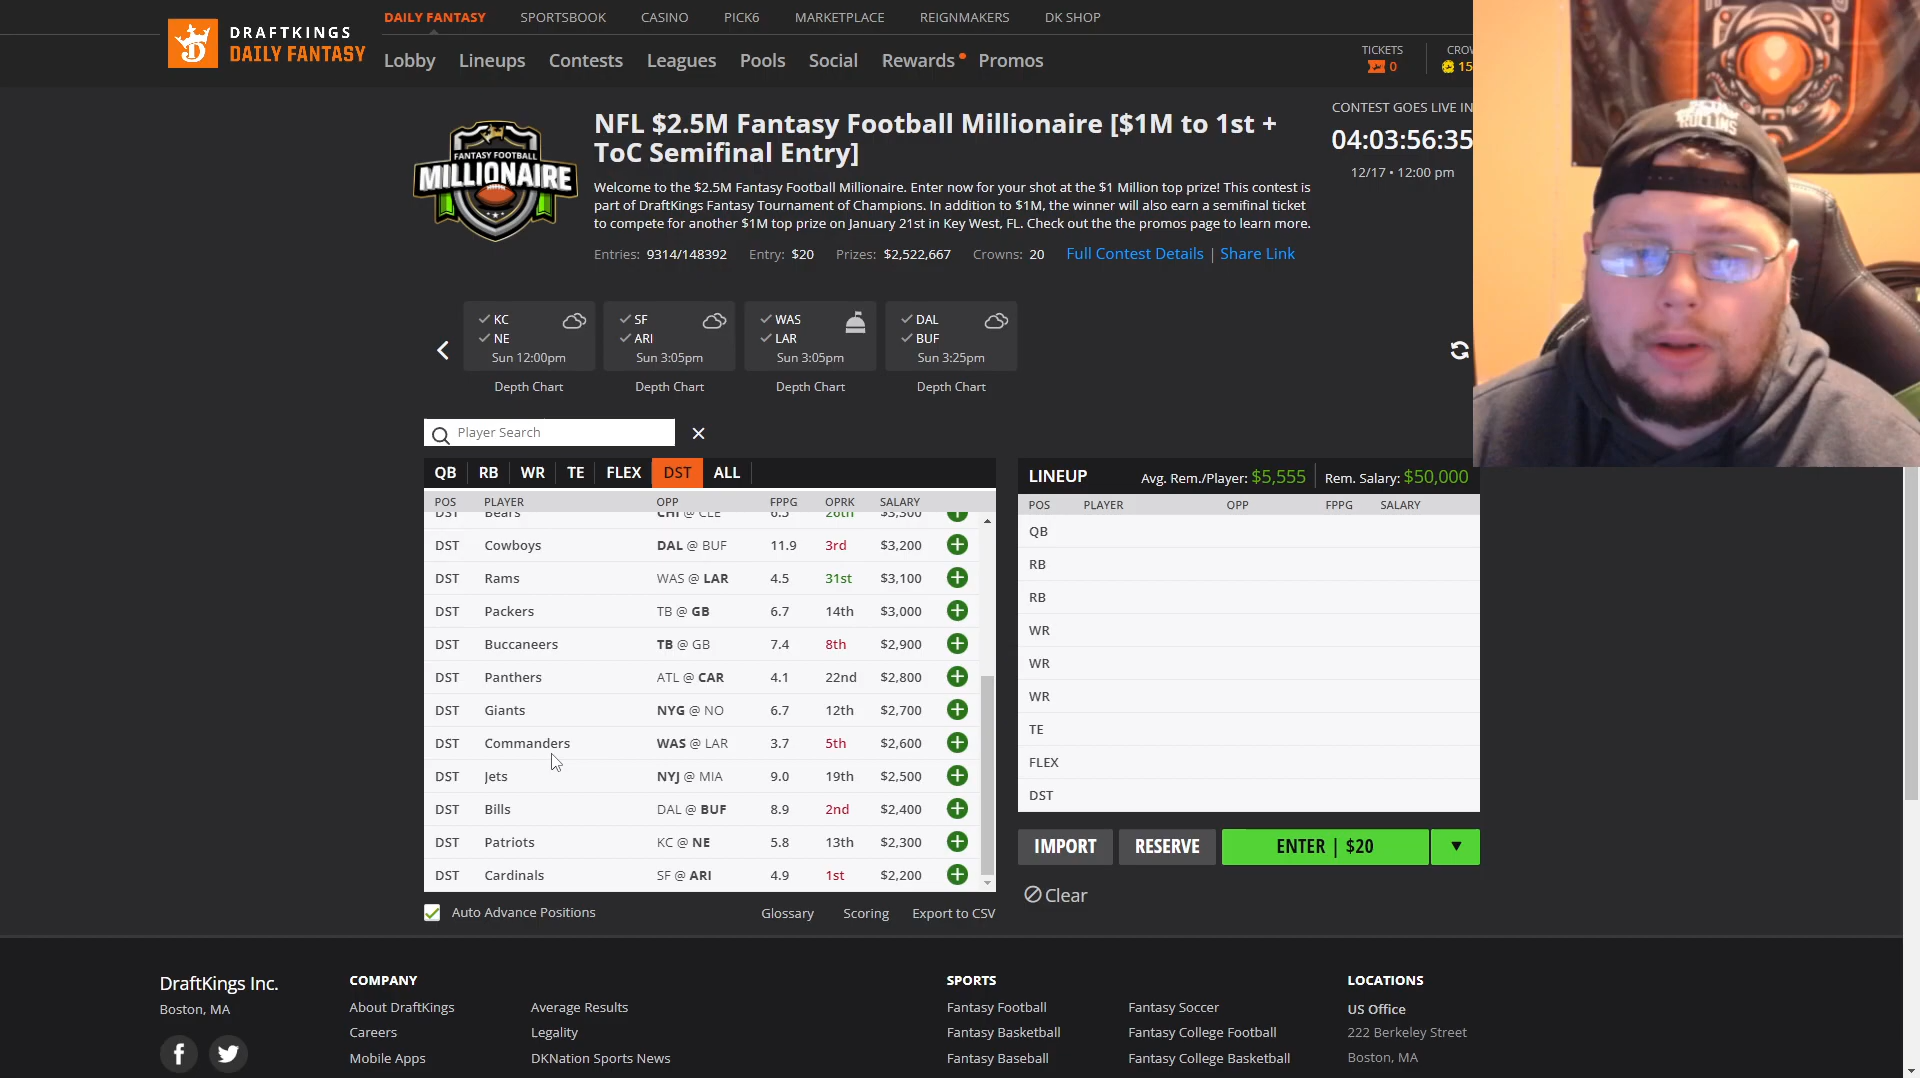 DAILY FANTASY SPORTSBOOK CASINO PICK6 MARKETPLACE REIGNMAKERS DK SHOP
DRAFTKINGS
DAILY FANTASY
Lobby Lineups Contests Leagues Pools Social Rewards Promos
TICKETS
0
CROW
15
FANTASY FOOTBALL
MILLIONAIRE
NFL $2.5M Fantasy Football Millionaire [$1M to 1st +
ToC Semifinal Entry]
Welcome to the $2.5M Fantasy Football Millionaire. Enter now for your shot at the $1 Million top prize! This contest is
part of DraftKings Fantasy Tournament of Champions. In addition to $1M, the winner will also earn a semifinal ticket
to compete for another $1M top prize on January 21st in Key West, FL. Check out the the promos page to learn more.
Entries: 9314/148392 Entry: $20 Prizes: $2,522,667 Crowns: 20 Full Contest Details | Share Link
CONTEST GOES LIVE IN
04:03:56:35
12/17 • 12:00 pm
ROLLINS
KC
NE
Sun 12:00pm
Depth Chart
SF
ARI
Sun 3:05pm
Depth Chart
WAS
LAR
Sun 3:05pm
Depth Chart
DAL
BUF
Sun 3:25pm
Depth Chart
Player Search
QB RB WR TE FLEX DST ALL
POS PLAYER OPP FPPG OPRK SALARY
DST Bears CHI @ CLE 6.5 26th $3,300
DST Cowboys DAL @ BUF 11.9 3rd $3,200
DST Rams WAS @ LAR 4.5 31st $3,100
DST Packers TB @ GB 6.7 14th $3,000
DST Buccaneers TB @ GB 7.4 8th $2,900
DST Panthers ATL @ CAR 4.1 22nd $2,800
DST Giants NYG @ NO 6.7 12th $2,700
DST Commanders WAS @ LAR 3.7 5th $2,600
DST Jets NYJ @ MIA 9.0 19th $2,500
DST Bills DAL @ BUF 8.9 2nd $2,400
DST Patriots KC @ NE 5.8 13th $2,300
DST Cardinals SF @ ARI 4.9 1st $2,200
Auto Advance Positions Glossary Scoring Export to CSV
LINEUP Avg. Rem./Player: $5,555 Rem. Salary: $50,000
POS PLAYER OPP FPPG SALARY
QB
RB
RB
WR
WR
WR
TE
FLEX
DST
IMPORT RESERVE ENTER | $20
Clear
DraftKings Inc.
Boston, MA
COMPANY
About DraftKings
Careers
Mobile Apps
Average Results
Legality
DKNation Sports News
SPORTS
Fantasy Football
Fantasy Basketball
Fantasy Baseball
Fantasy Soccer
Fantasy College Football
Fantasy College Basketball
LOCATIONS
US Office
222 Berkeley Street
Boston, MA